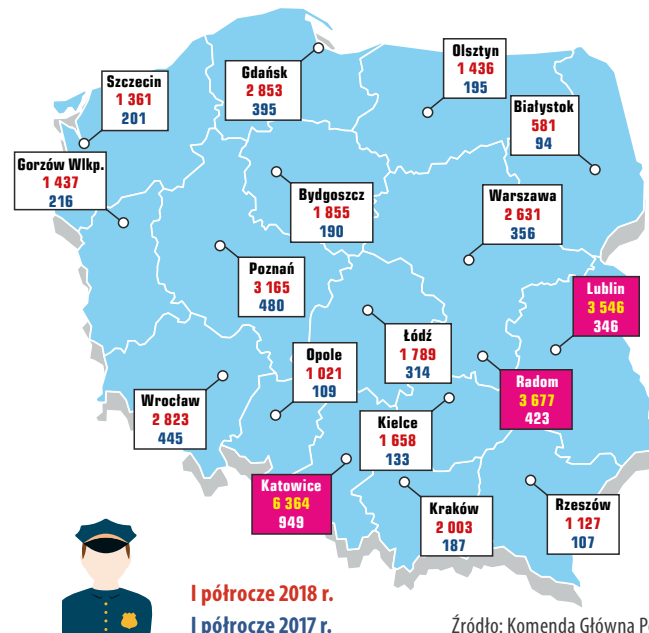 Olsztyn
1 436
195
Gdańsk
2 853
395
Szczecin
1 361
201
Białystok
581
94
Gorzów Wlkp.
1 437
216
Bydgoszcz
1 855
190
Warszawa
2 631
356
Poznań
3 165
480
Lublin
3 546
346
Łódź
1 789
314
Opole
1 021
109
Radom
3 677
423
Wrocław
2 823
445
Kielce
1 658
133
Katowice
6 364
949
Kraków
2 003
187
Rzeszów
1 127
107
I półrocze 2018 r.
I półrocze 2017 r.
Źródło: Komenda Główna